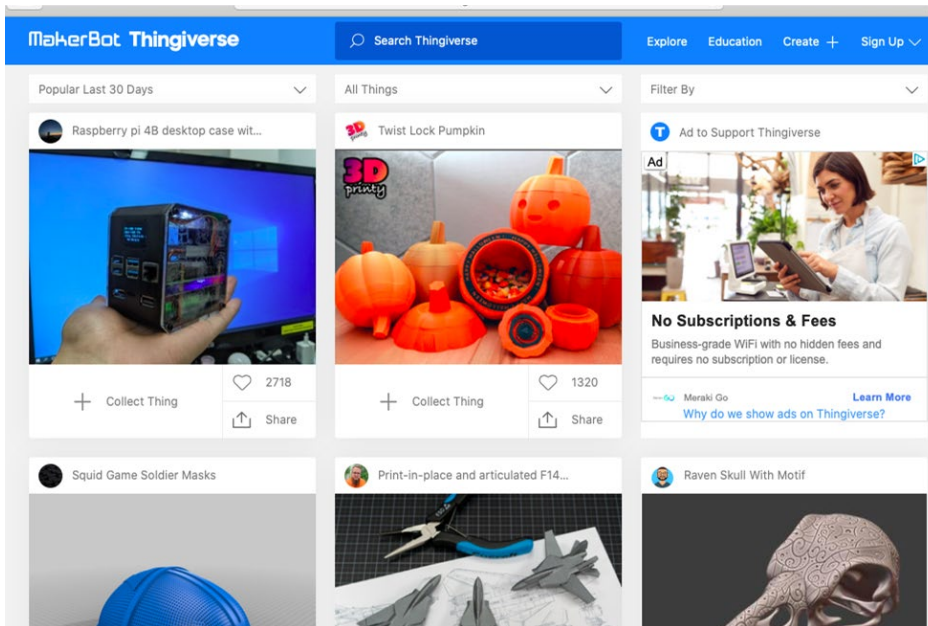 MakerBot Thingiverse
Search Thingiverse
Explore Education Create + Sign Up
Popular Last 30 Days
All Things
Filter By
Raspberry pi 4B desktop case wit...
Twist Lock Pumpkin
Ad to Support Thingiverse
3D
printy
Ad
No Subscriptions & Fees
Business-grade WiFi with no hidden fees and
requires no subscription or license.
Collect Thing
2718
Share
Collect Thing
1320
Share
Meraki Go
Learn More
Why do we show ads on Thingiverse?
Squid Game Soldier Masks
Print-in-place and articulated F14...
Raven Skull With Motif